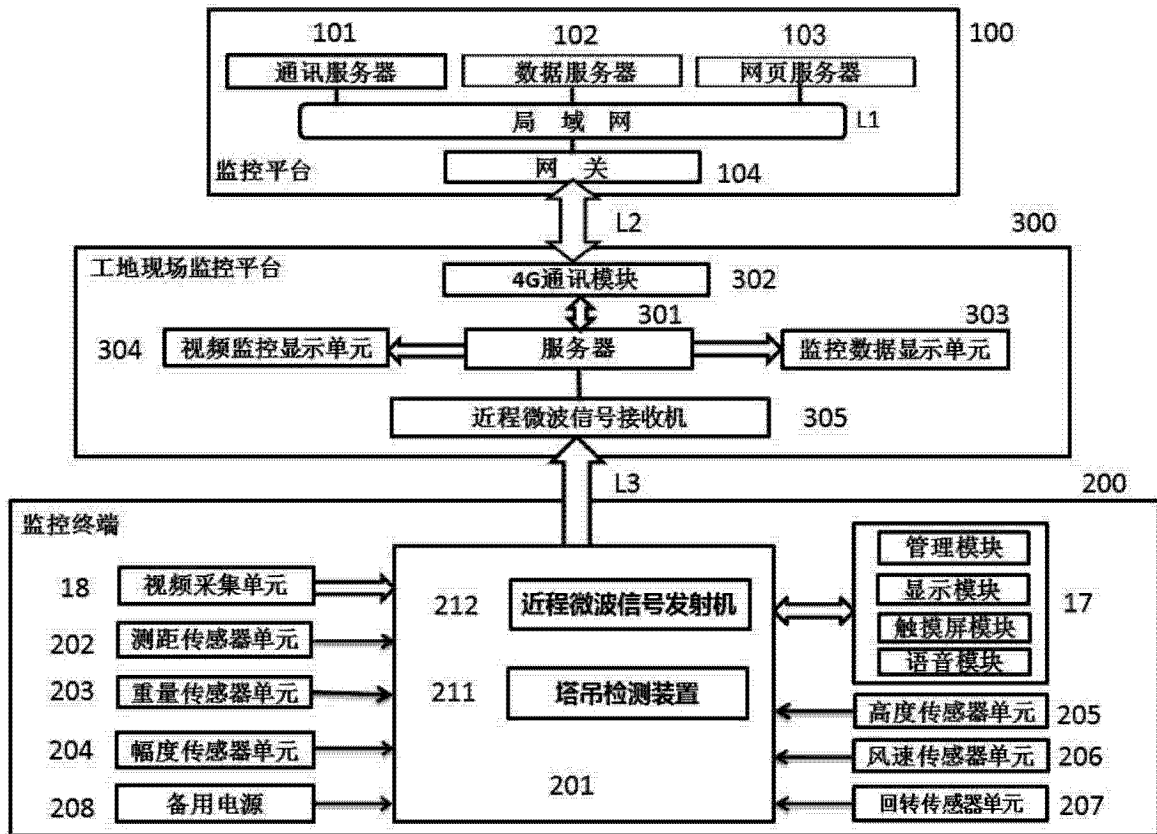 101 102 103 100
通讯服务器 数据服务器 网页服务器
局 域 网 L1
网 关
监控平台 104
L2 300
工地现场监控平台
4G通讯模块 302
301 303
304 视频监控显示单元 服务器 监控数据显示单元
近程微波信号接收机 305
L3 200
监控终端
管理模块
18 视频采集单元 212 近程微波信号发射机 显示模块 17
触摸屏模块
202 测距传感器单元
语音模块
203 重量传感器单元 211 塔吊检测装置
高度传感器单元 205
204 幅度传感器单元 风速传感器单元 206
201
208 备用电源 回转传感器单元 207